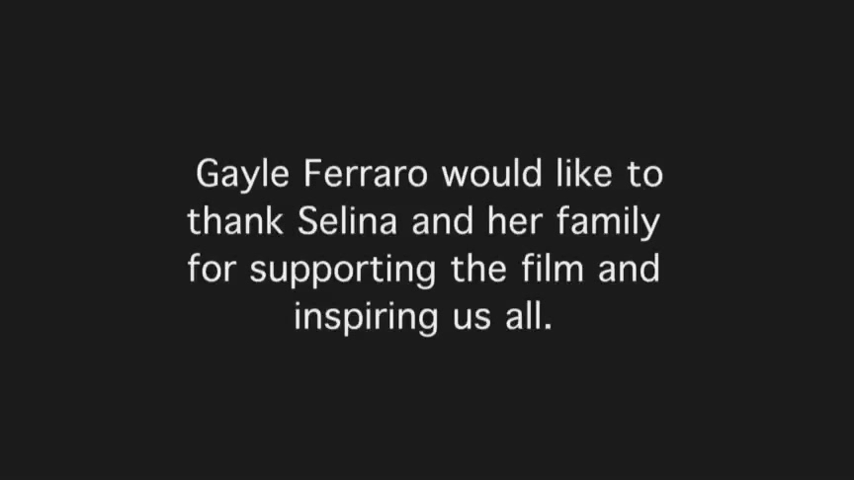 Gayle Ferraro would like to
thank Selina and her family
for supporting the film and
inspiring us all.